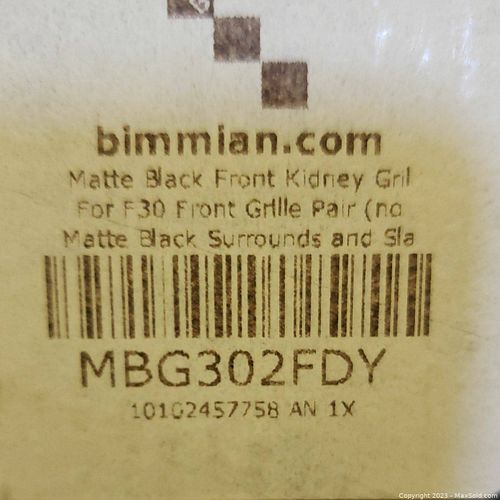 bimmian.com
Matte Black Front Kidney Gril
For F30 Front Grille Pair (no
Matte Black Surrounds and Sla
MBG302FDY
10102457758 AN 1X
Copyright 2023 - MaxSold.com